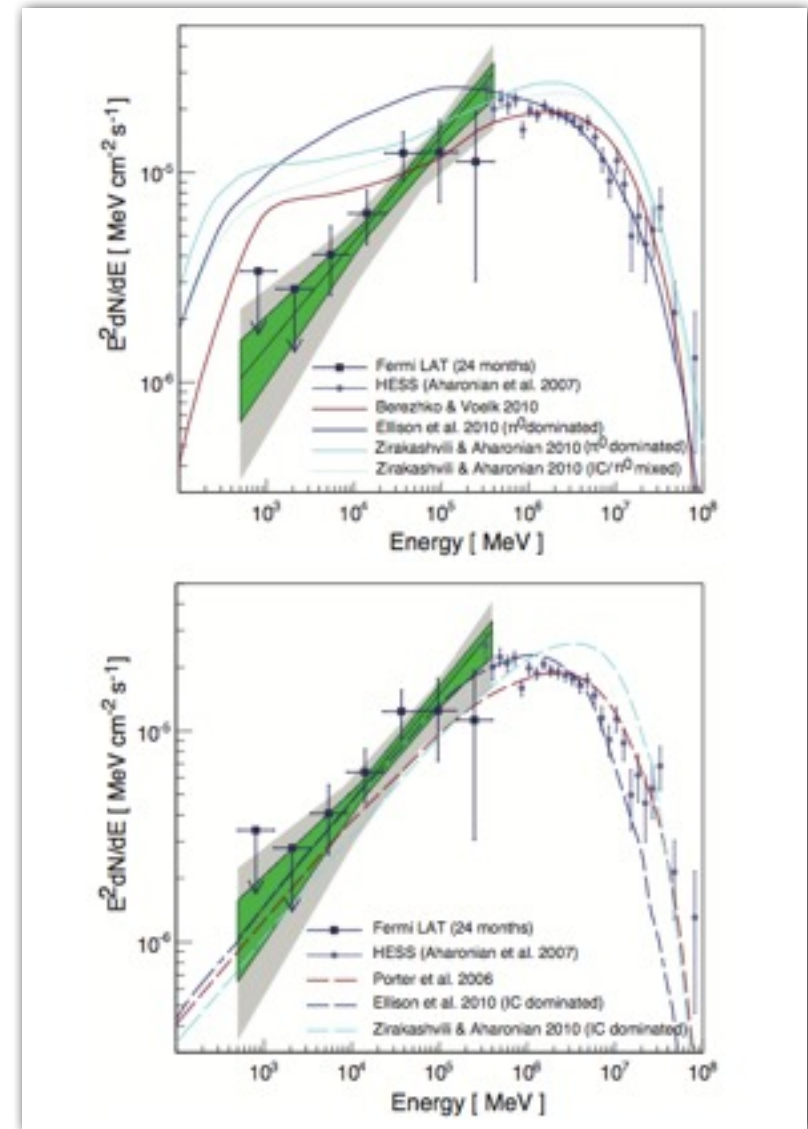 E²dN/dE [ MeV cm⁻² s⁻¹ ]
10⁻⁵
10⁻⁶
Fermi LAT (24 months)
HESS (Aharonian et al. 2007)
Berezhko & Voelk 2010
Ellison et al. 2010 (π⁰dominated)
Zirakashvili & Aharonian 2010 (π⁰ dominated)
Zirakashvili & Aharonian 2010 (IC/π⁰ mixed)
10³ 10⁴ 10⁵ 10⁶ 10⁷ 10⁸
Energy [ MeV ]
E²dN/dE [ MeV cm⁻² s⁻¹ ]
10⁻⁵
10⁻⁶
Fermi LAT (24 months)
HESS (Aharonian et al. 2007)
Porter et al. 2006
Ellison et al. 2010 (IC dominated)
Zirakashvili & Aharonian 2010 (IC dominated)
10³ 10⁴ 10⁵ 10⁶ 10⁷ 10⁸
Energy [ MeV ]